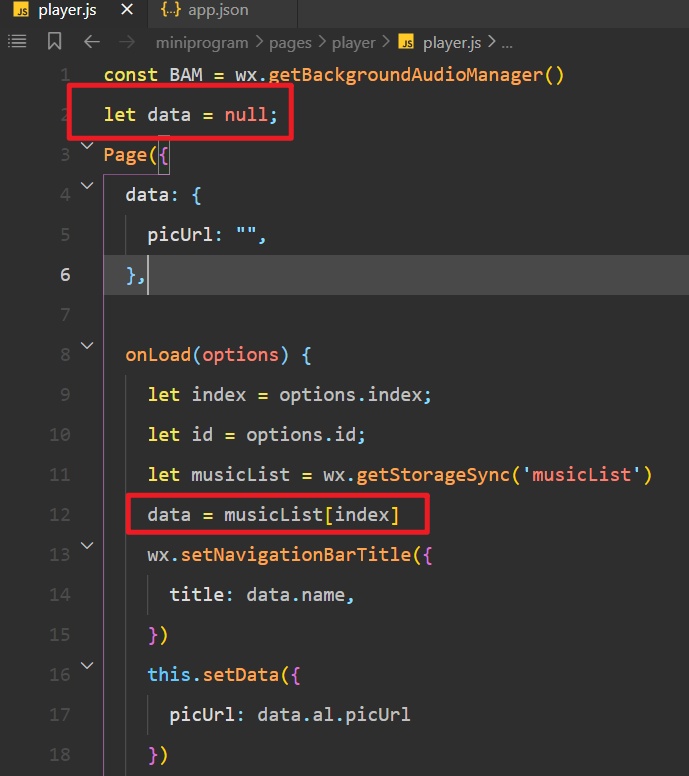 JS player.js × {..} app.json
miniprogram > pages > player > JS player.js > ...
1 const BAM = wx.getBackgroundAudioManager()
2 let data = null;
3 Page({
4 data: {
5 picUrl: "",
6 },
7
8 onLoad(options) {
9 let index = options.index;
10 let id = options.id;
11 let musicList = wx.getStorageSync('musicList')
12 data = musicList[index]
13 wx.setNavigationBarTitle({
14 title: data.name,
15 })
16 this.setData({
17 picUrl: data.al.picUrl
18 })